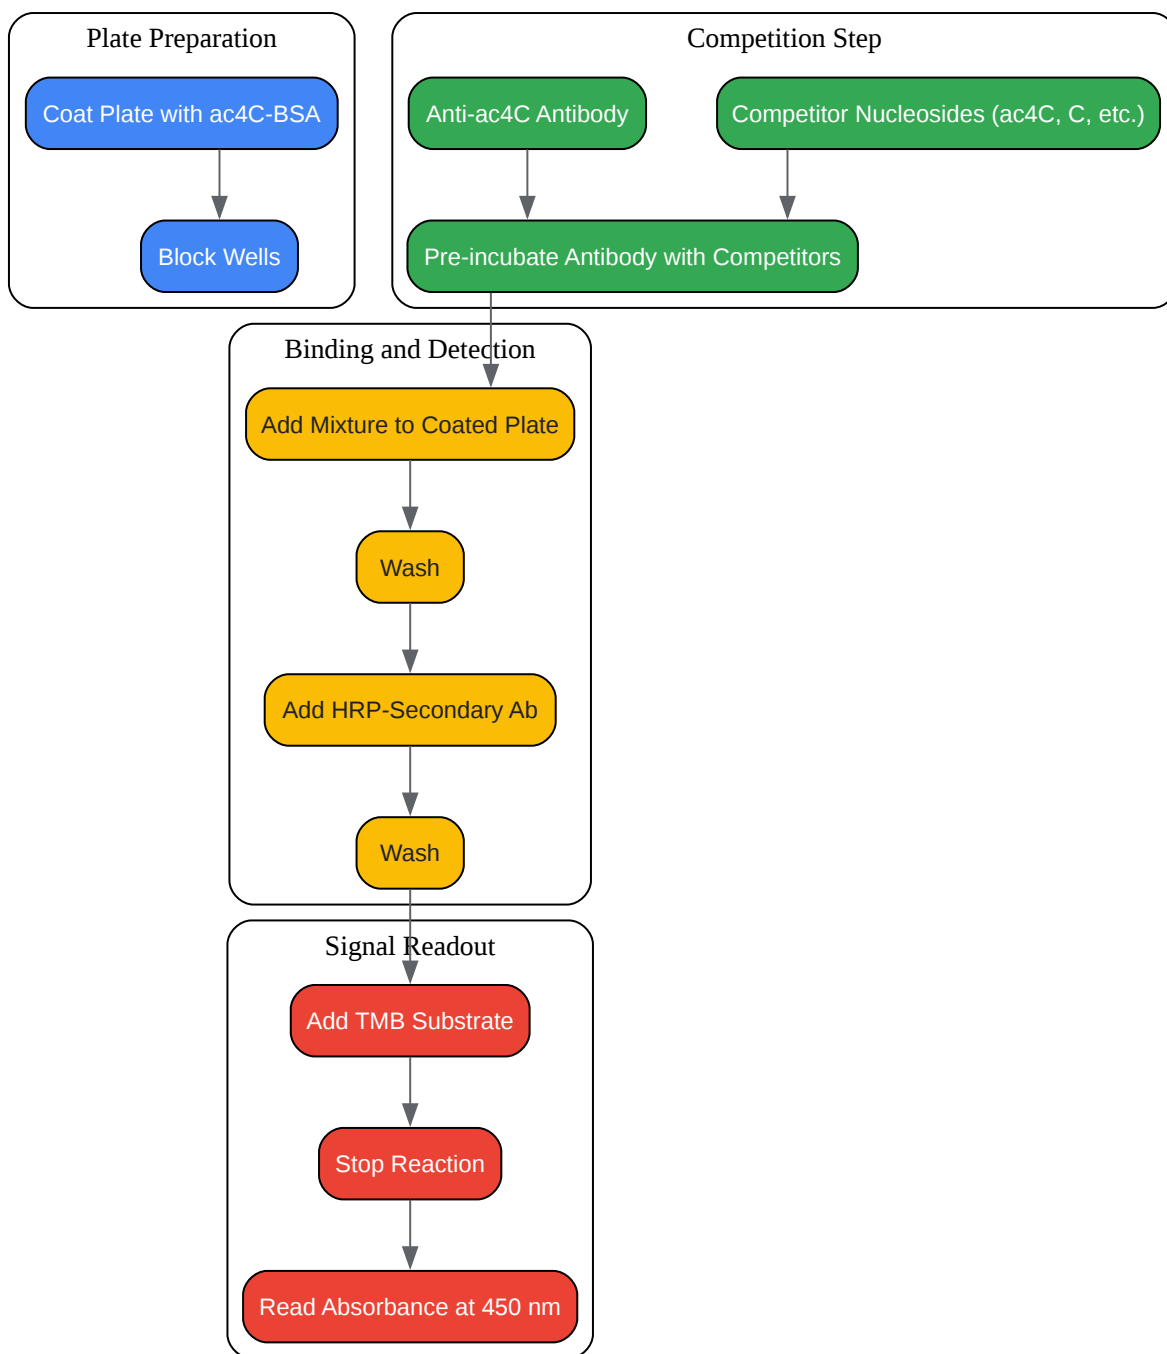 Plate Preparation
Coat Plate with ac4C-BSA
Block Wells
Competition Step
Anti-ac4C Antibody
Competitor Nucleosides (ac4C, C, etc.)
Pre-incubate Antibody with Competitors
Binding and Detection
Add Mixture to Coated Plate
Wash
Add HRP-Secondary Ab
Wash
Signal Readout
Add TMB Substrate
Stop Reaction
Read Absorbance at 450 nm